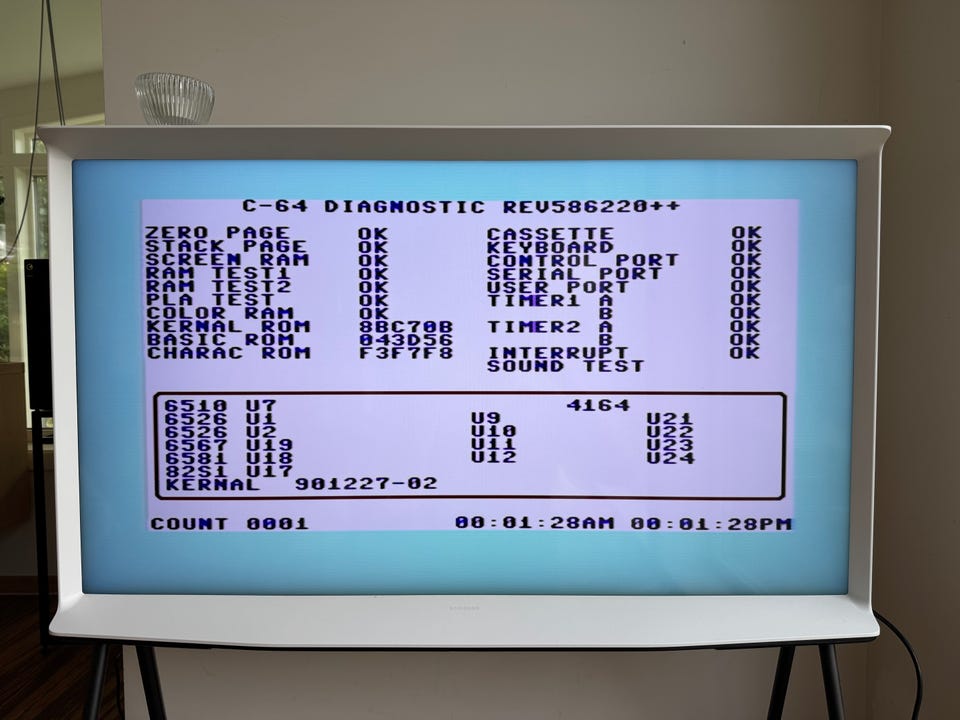 C-64 DIAGNOSTIC REV586220++
ZERO PAGE OK CASSETTE OK
STACK PAGE OK KEYBOARD OK
SCREEN RAM OK CONTROL PORT OK
RAM TEST1 OK SERIAL PORT OK
RAM TEST2 OK USER PORT OK
PLA TEST OK TIMER1 A OK
COLOR RAM OK B OK
KERNAL ROM 8BC70B TIMER2 A OK
BASIC ROM 043D56 B OK
CHARAC ROM F3F7F8 INTERRUPT OK
SOUND TEST
6510 U7 4164
6526 U1 U9 U21
6526 U2 U10 U22
6567 U19 U11 U23
6581 U18 U12 U24
82S1 U17
KERNAL 901227-02
COUNT 0001 00:01:28AM 00:01:28PM
SAMSUNG